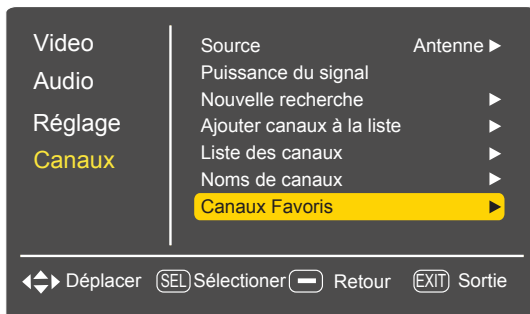 Video
Audio
Réglage
Canaux
Source Antenne
Puissance du signal
Nouvelle recherche
Ajouter canaux à la liste
Liste des canaux
Noms de canaux
Canaux Favoris
Déplacer SEL Sélectioner Retour EXIT Sortie